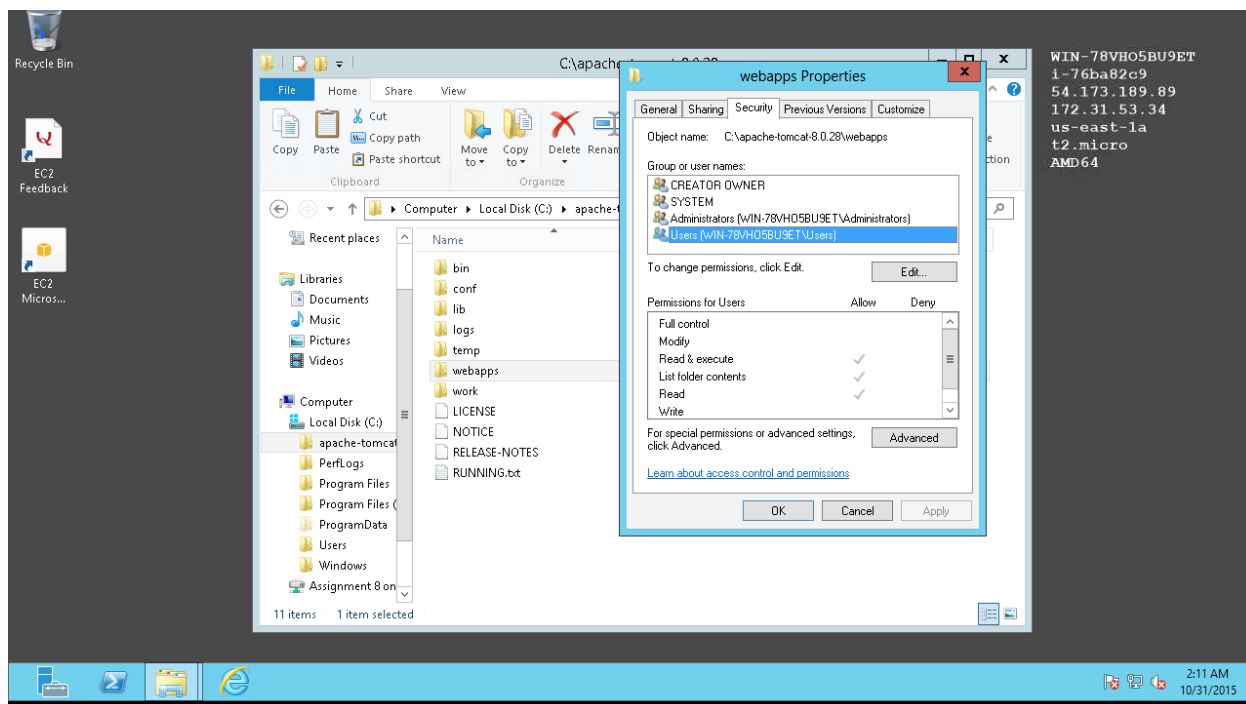 Recycle Bin
EC2
Feedback
EC2
Micros...
WIN-78VHO5BU9ET
i-76ba82c9
54.173.189.89
172.31.53.34
us-east-1a
t2.micro
AMD64
File Home Share View
Copy
Paste
Cut
Copy path
Paste shortcut
Clipboard
Move
to
Copy
to
Delete
Organize
Computer Local Disk (C:)
Recent places
Libraries
Documents
Music
Pictures
Videos
Computer
Local Disk (C:)
PerfLogs
Program Files
Program Files (
ProgramData
Users
Windows
Assignment 8 on
Name
bin
conf
lib
logs
temp
webapps
work
LICENSE
NOTICE
RELEASE-NOTES
RUNNING.txt
11 items 1 item selected
webapps Properties
General Sharing Security Previous Versions Customize
Object name: C:\apache-tomcat-8.0.28\webapps
Group or user names:
CREATOR OWNER
SYSTEM
Administrators (WIN-78VHO5BU9ET\Administrators)
Users (WIN-78VHO5BU9ET\Users)
To change permissions, click Edit.
Edit...
Permissions for Users Allow Deny
Full control
Modify
Read & execute
List folder contents
Read
Write
For special permissions or advanced settings,
click Advanced.
Advanced
Learn about access control and permissions
OK Cancel Apply
2:11 AM
10/31/2015